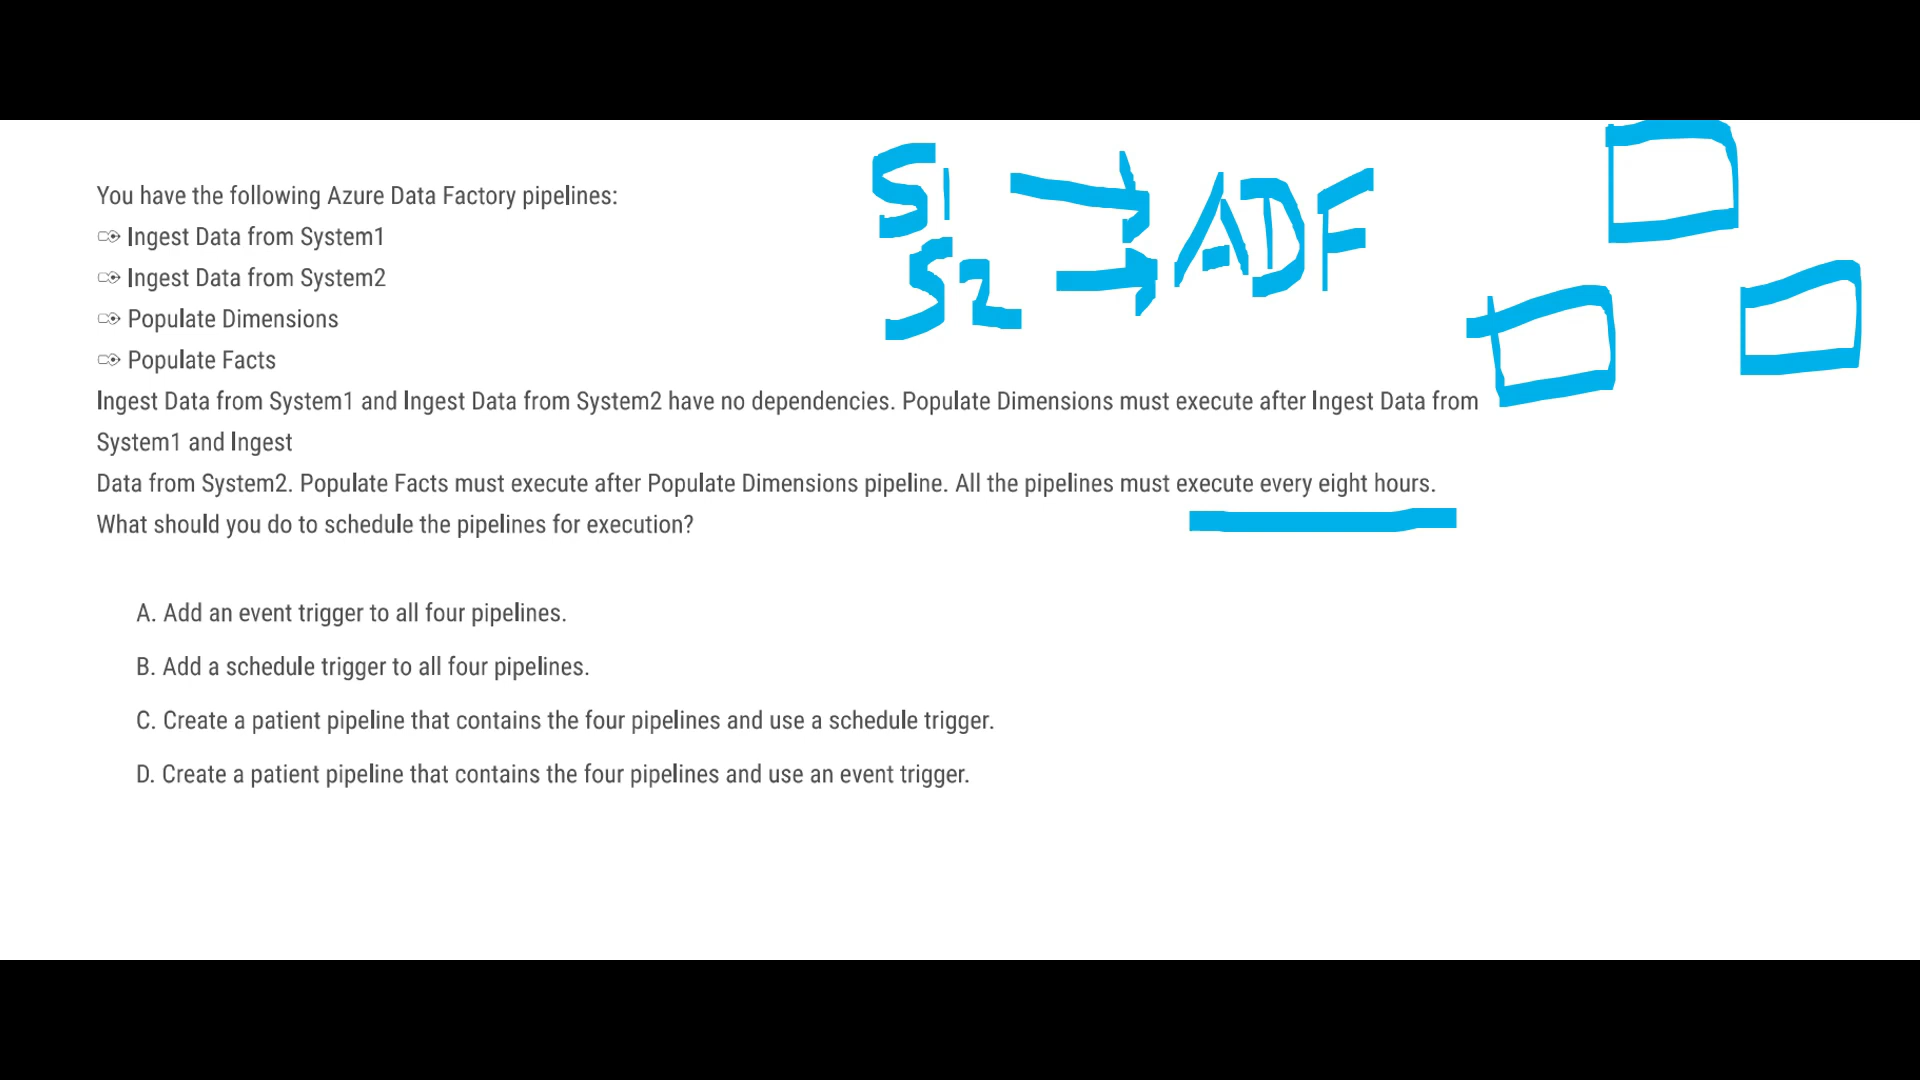 You have the following Azure Data Factory pipelines:
Ingest Data from System1
Ingest Data from System2
Populate Dimensions
Populate Facts
Ingest Data from System1 and Ingest Data from System2 have no dependencies. Populate Dimensions must execute after Ingest Data from
System1 and Ingest
Data from System2. Populate Facts must execute after Populate Dimensions pipeline. All the pipelines must execute every eight hours.
What should you do to schedule the pipelines for execution?
A. Add an event trigger to all four pipelines.
B. Add a schedule trigger to all four pipelines.
C. Create a patient pipeline that contains the four pipelines and use a schedule trigger.
D. Create a patient pipeline that contains the four pipelines and use an event trigger.
S1
S2
ADF